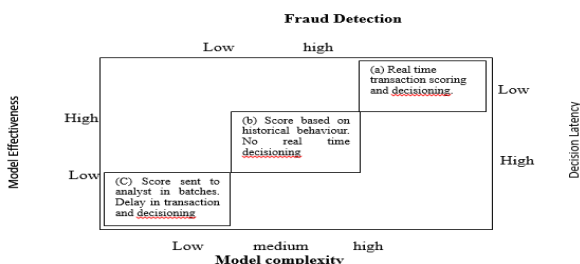 Fraud Detection
Low high
(a) Real time
transaction scoring
and decisioning.
Low
High
(b) Score based on
historical behaviour.
No real time
decisioning
High
Low
(C) Score sent to
analyst in batches.
Delay in transaction
and decisioning
Model Effectiveness
Decision Latency
Low medium high
Model complexity